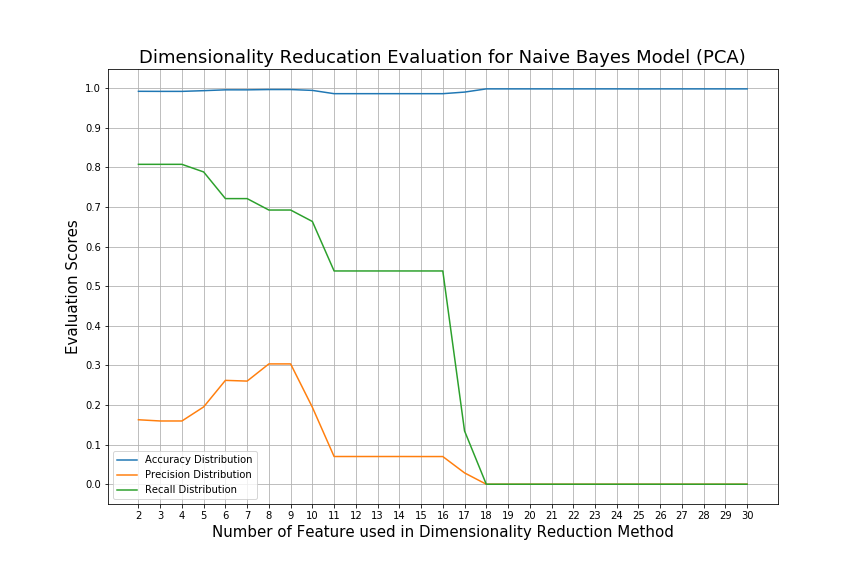 Dimensionality Reducation Evaluation for Naive Bayes Model (PCA)
Evaluation Scores
1.0
0.9
0.8
0.7
0.6
0.5
0.4
0.3
0.2
0.1
0.0
Accuracy Distribution
Precision Distribution
Recall Distribution
2 3 4 5 6 7 8 9 10 11 12 13 14 15 16 17 18 19 20 21 22 23 24 25 26 27 28 29 30
Number of Feature used in Dimensionality Reduction Method